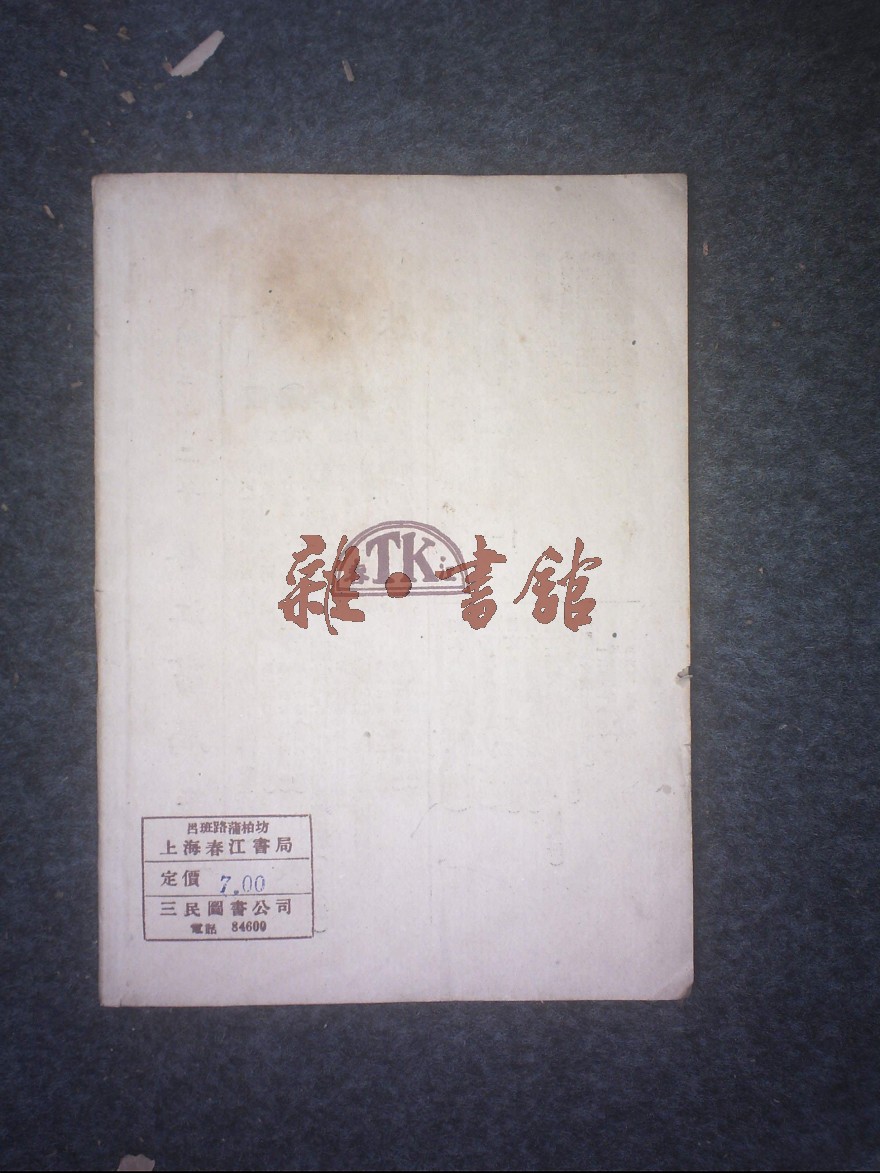 TK
雜·書館
呂班路蒲柏坊
上海春江書局
定價 7.00
三民圖書公司
電話 84600